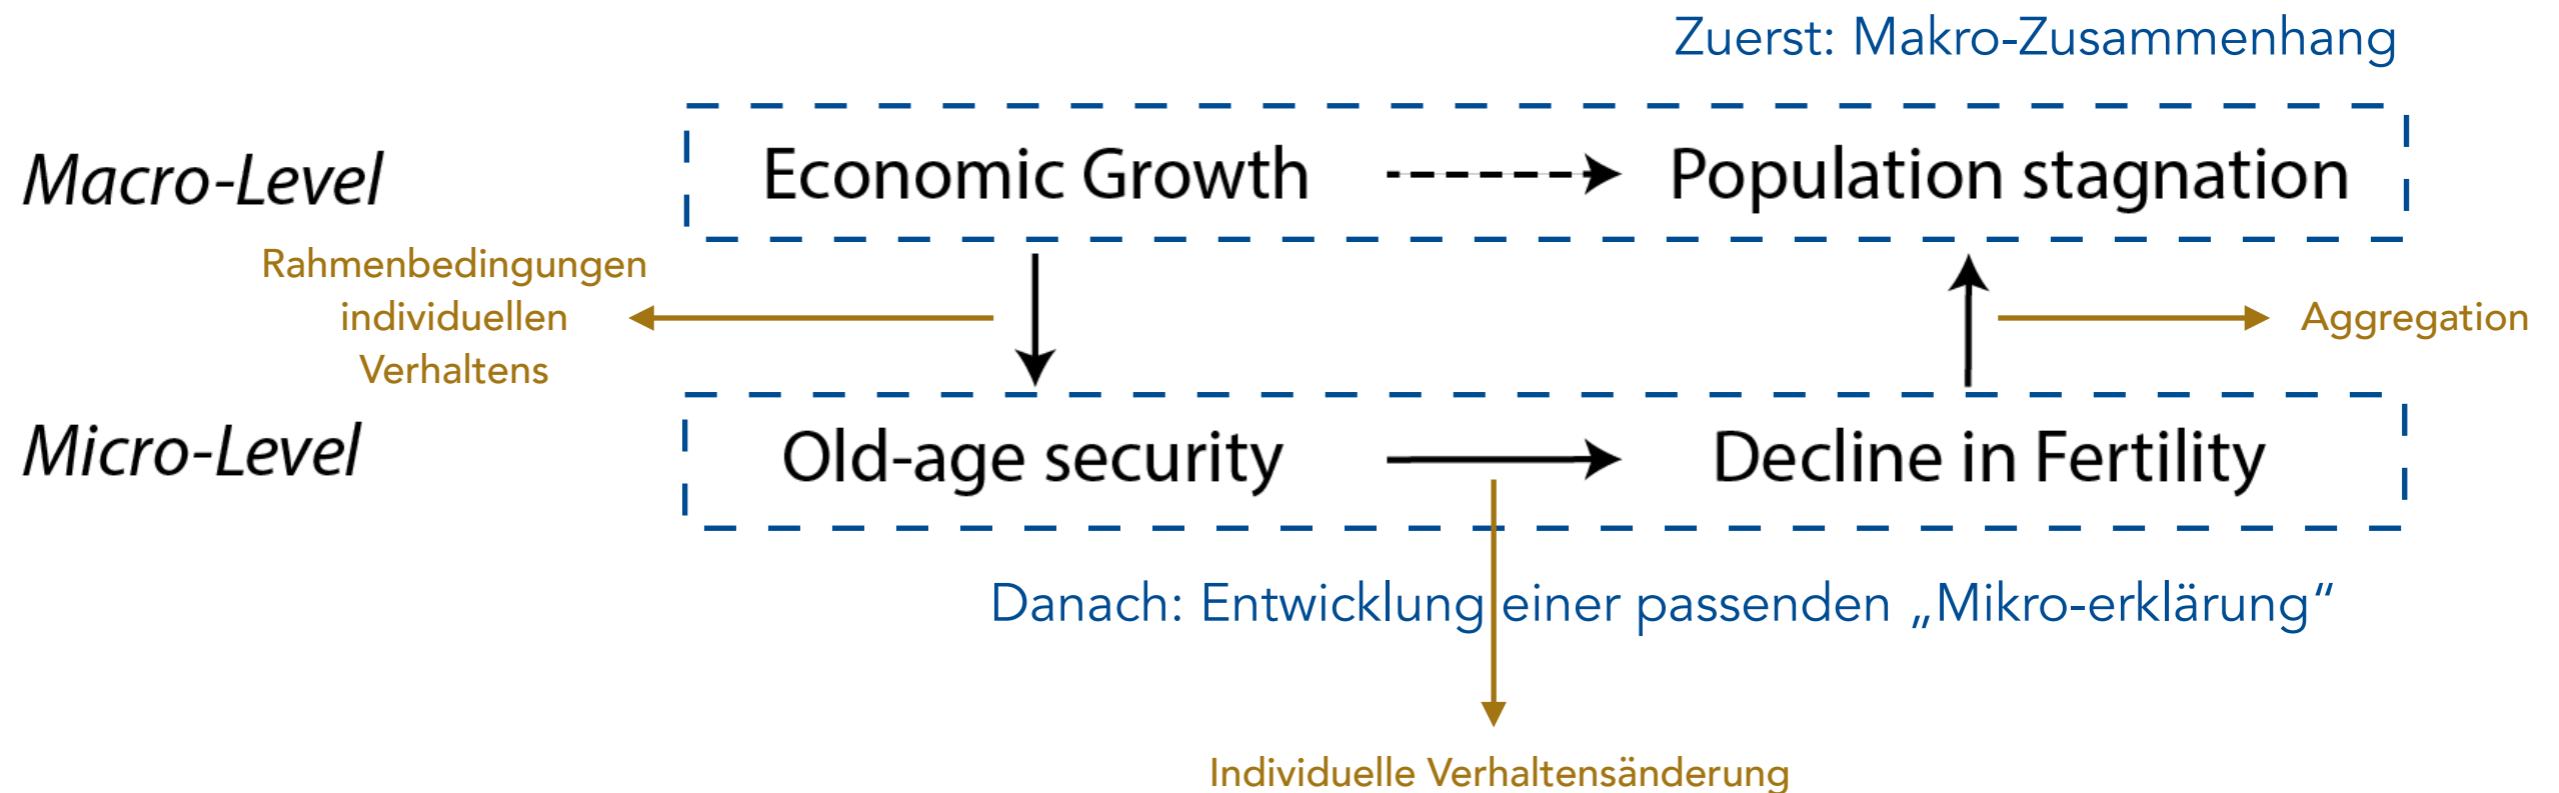 Zuerst: Makro-Zusammenhang
Macro-Level
Economic Growth
Population stagnation
Rahmenbedingungen
individuellen
Verhaltens
Aggregation
Micro-Level
Old-age security
Decline in Fertility
Danach: Entwicklung einer passenden „Mikro-erklärung“
Individuelle Verhaltensänderung